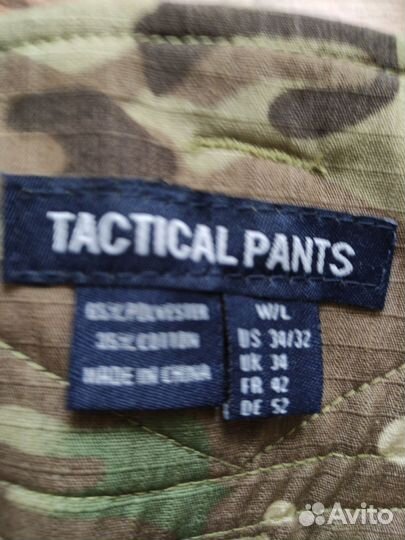 TACTICAL PANTS
65% POLYESTER
35% COTTON
MADE IN CHINA
W/L
US 34/32
UK 34
FR 42
DE 52
Avito